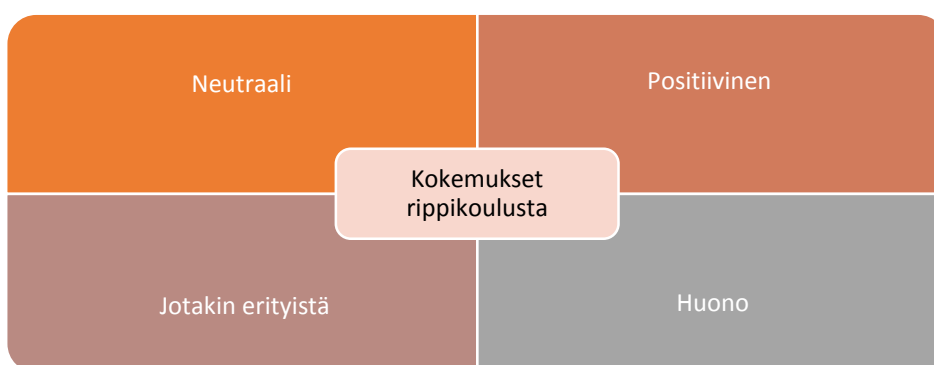 Neutraali
Positiivinen
Kokemukset
rippikoulusta
Jotakin erityistä
Huono